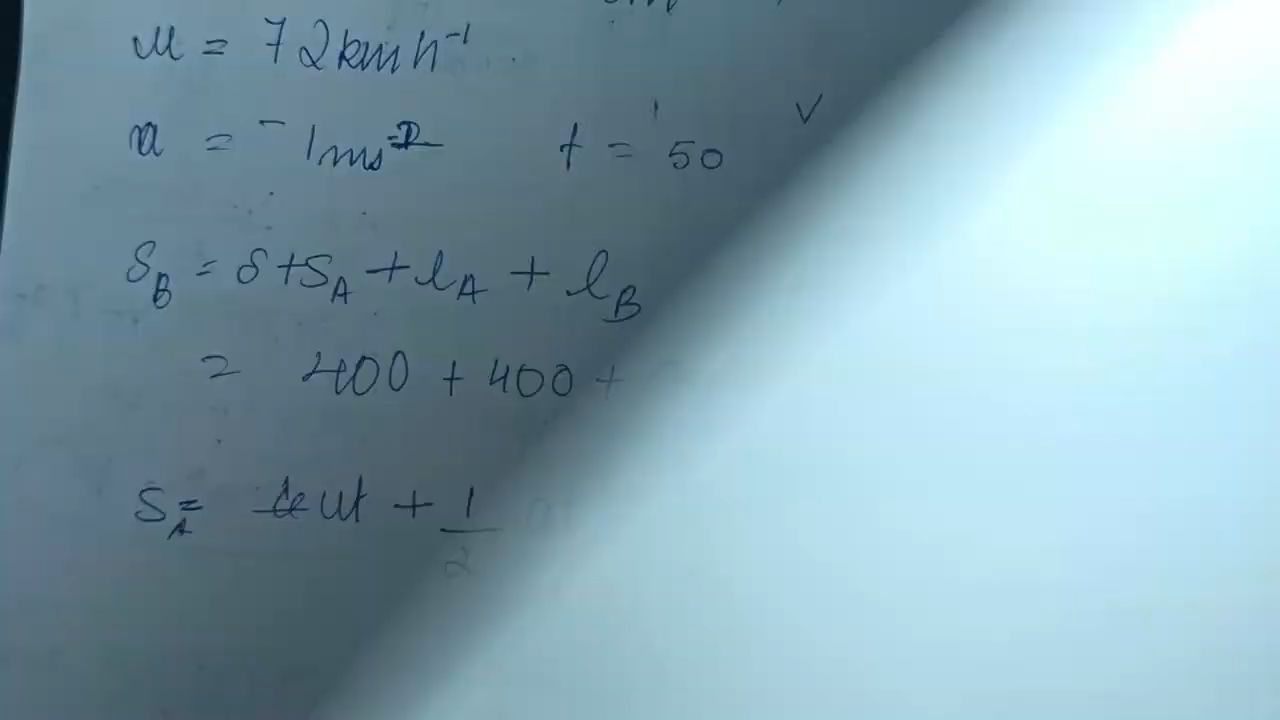 u = 72 km h⁻¹
a = -1 ms⁻² t = 50 V
S_B = S + S_A + l_A + l_B
= 400 + 400 +
S_A = ut + 1/2